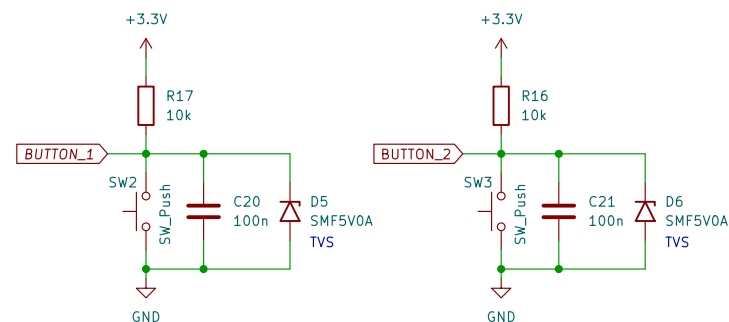 +3.3V
R17
10k
BUTTON_1
SW2
SW_Push
C20
100n
D5
SMF5V0A
TVS
GND
+3.3V
R16
10k
BUTTON_2
SW3
SW_Push
C21
100n
D6
SMF5V0A
TVS
GND